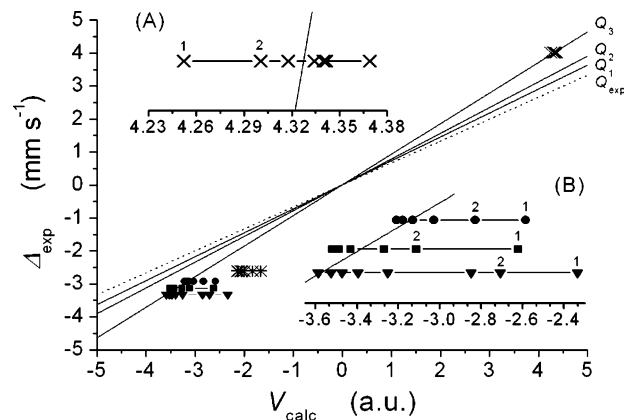 (A)
1 2
4.23 4.26 4.29 4.32 4.35 4.38
Q3
Q2
Q1
Qexp
(B)
2 1
2 1
2 1
-3.6 -3.4 -3.2 -3.0 -2.8 -2.6 -2.4
5
4
3
2
1
0
-1
-2
-3
-4
-5
Δexp (mm s-1)
-5 -4 -3 -2 -1 0 1 2 3 4 5
Vcalc (a.u.)